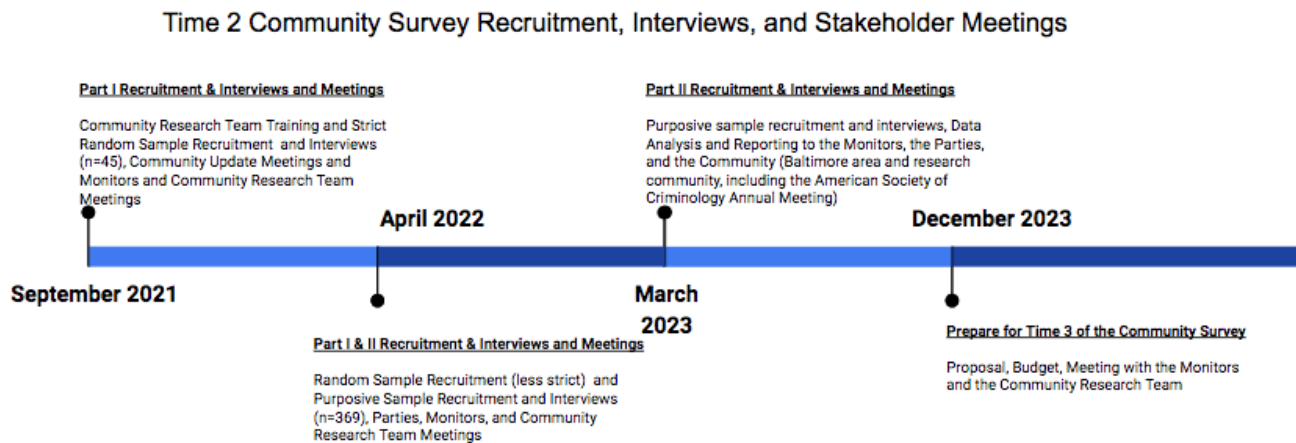 Time 2 Community Survey Recruitment, Interviews, and Stakeholder Meetings
Part I Recruitment & Interviews and Meetings
Community Research Team Training and Strict
Random Sample Recruitment and Interviews
(n=45), Community Update Meetings and
Monitors and Community Research Team
Meetings
Part II Recruitment & Interviews and Meetings
Purposive sample recruitment and interviews, Data
Analysis and Reporting to the Monitors, the Parties,
and the Community (Baltimore area and research
community, including the American Society of
Criminology Annual Meeting)
April 2022
December 2023
September 2021
March
2023
Part I & II Recruitment & Interviews and Meetings
Random Sample Recruitment (less strict) and
Purposive Sample Recruitment and Interviews
(n=369), Parties, Monitors, and Community
Research Team Meetings
Prepare for Time 3 of the Community Survey
Proposal, Budget, Meeting with the Monitors
and the Community Research Team